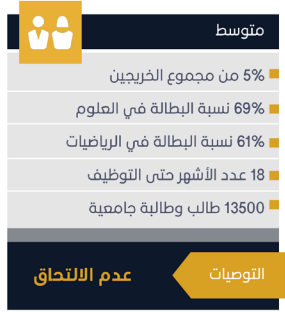 متوسط
5% من مجموع الخريجين
69% نسبة البطالة في العلوم
61% نسبة البطالة في الرياضيات
18 عدد الأشهر حتى التوظيف
13500 طالب وطالبة جامعية
التوصيات عدم الالتحاق